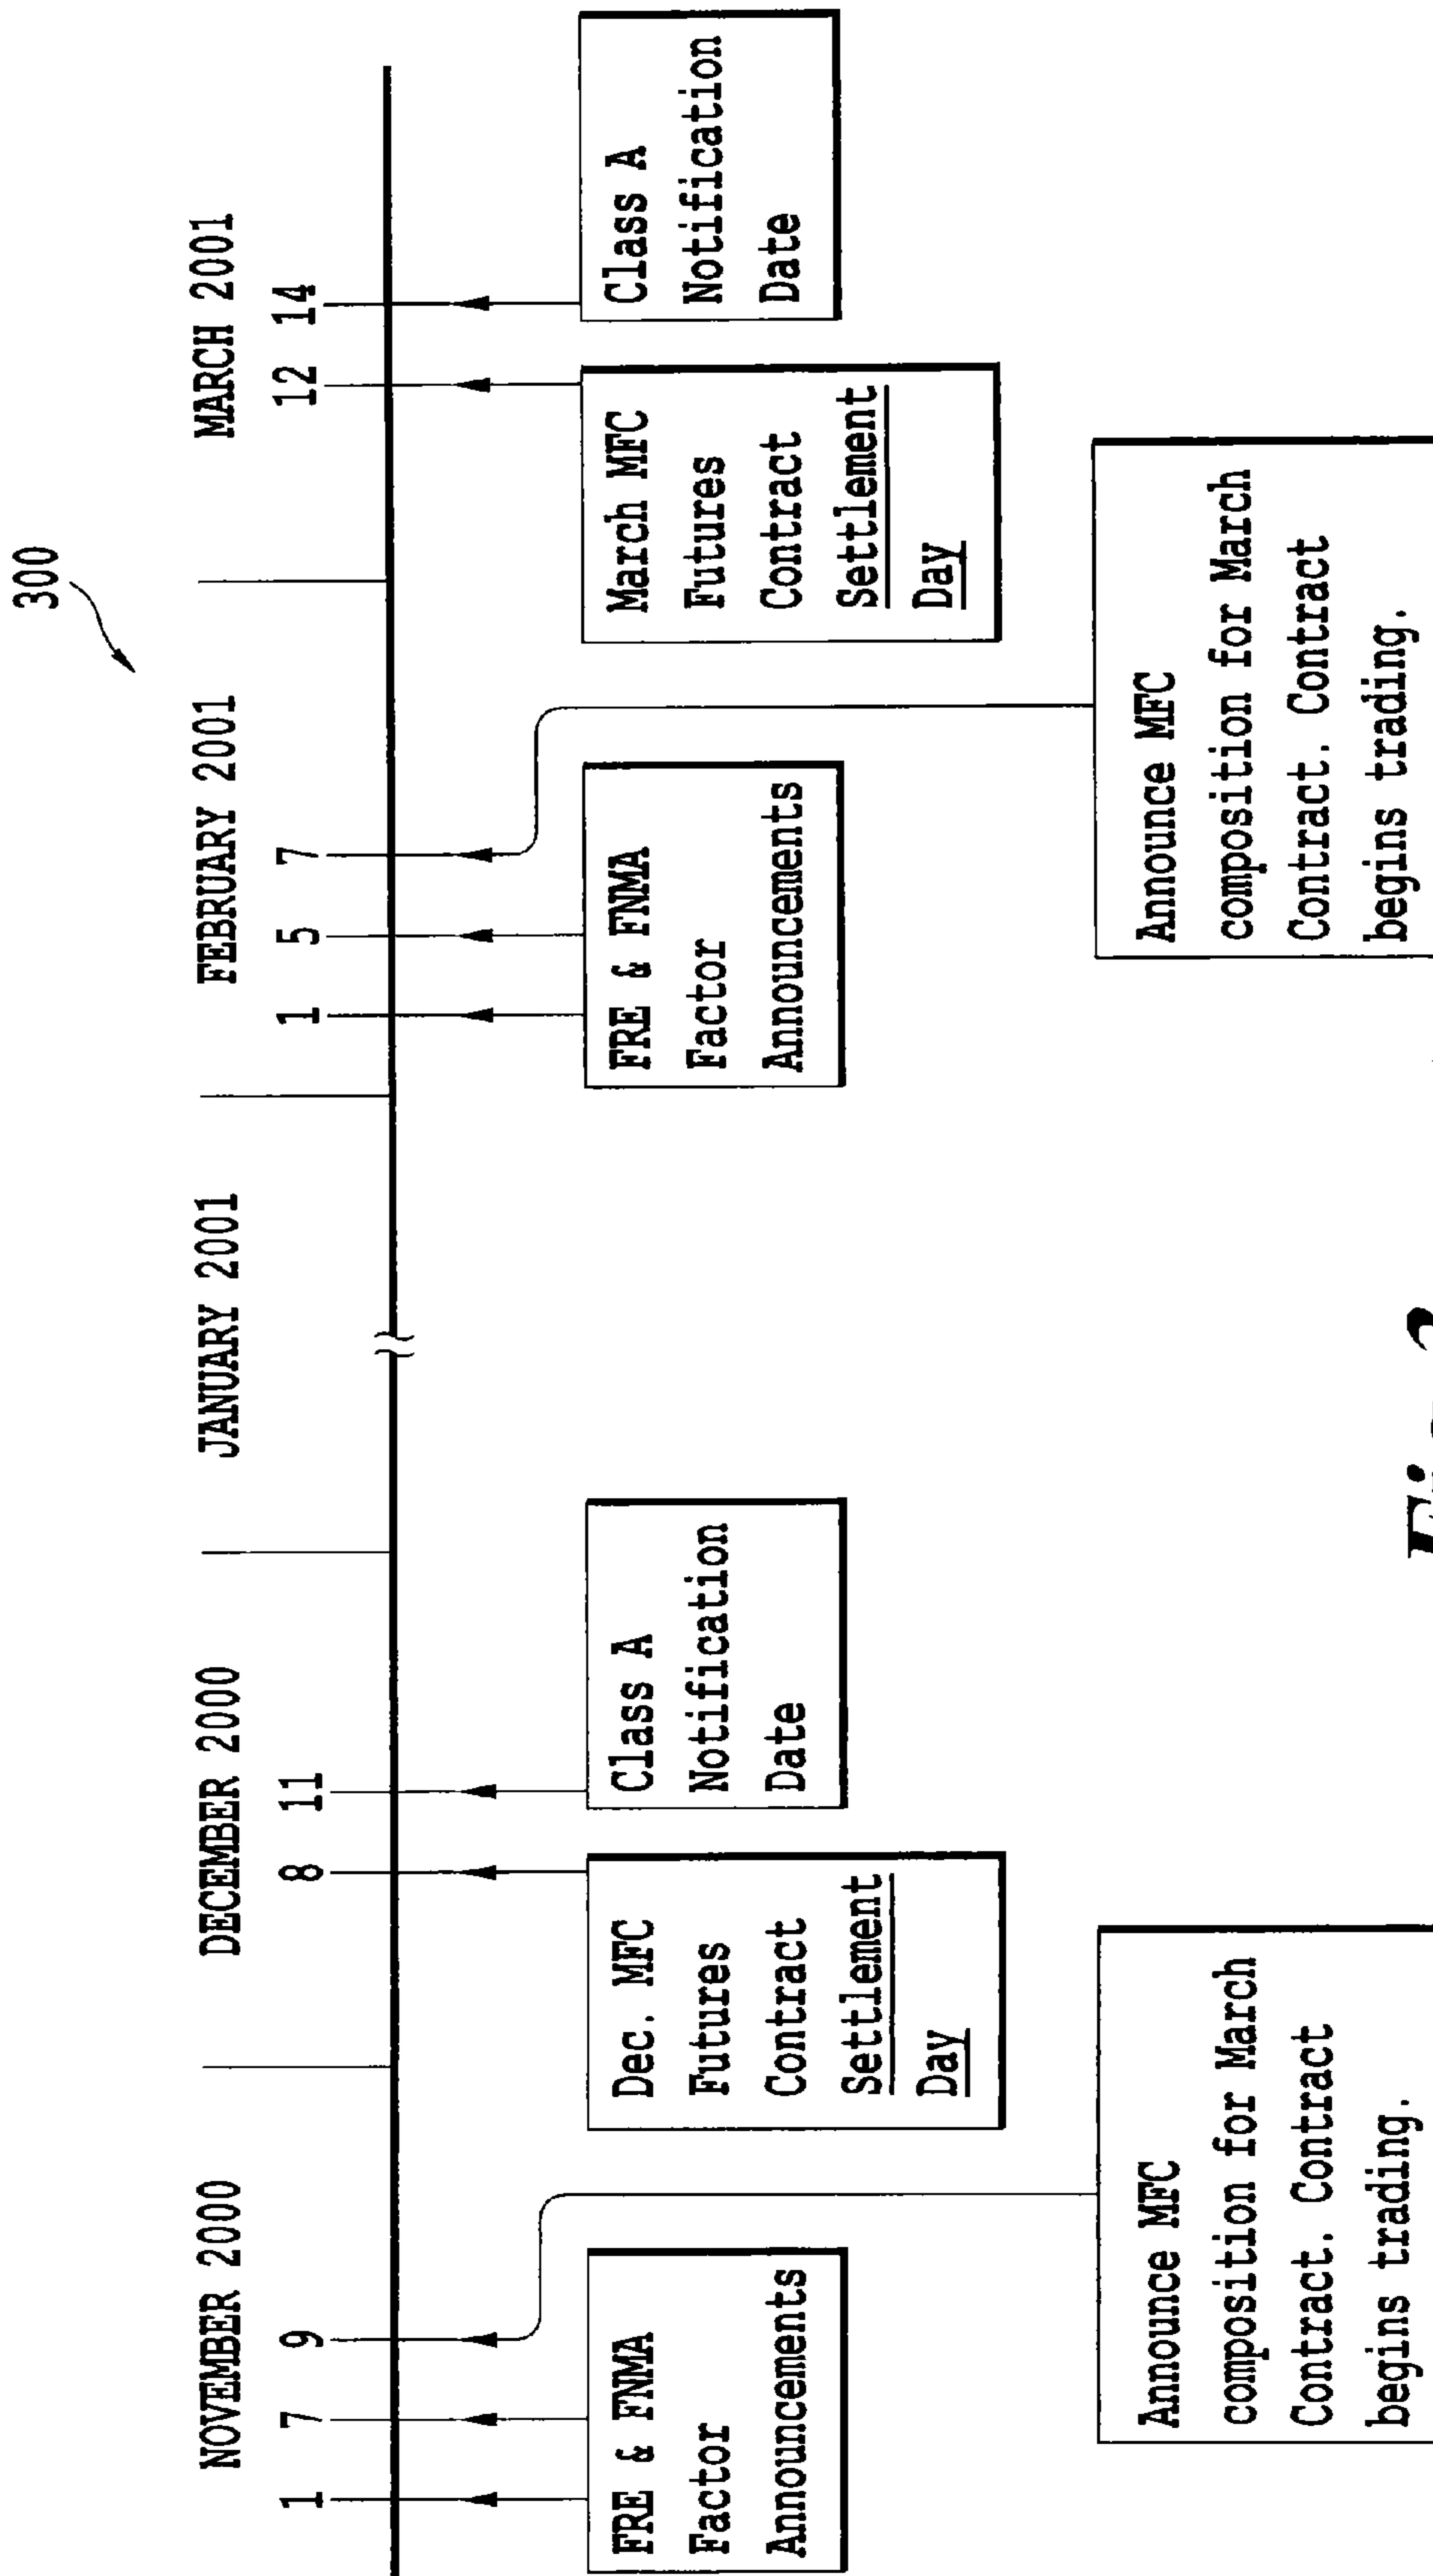 300
NOVEMBER 2000
DECEMBER 2000
JANUARY 2001
FEBRUARY 2001
MARCH 2001
1
7
9
8
11
1
5
7
12
14
FRE & FNMA
Factor
Announcements
Dec. MFC
Futures
Contract
Settlement
Day
Class A
Notification
Date
FRE & FNMA
Factor
Announcements
March MFC
Futures
Contract
Settlement
Day
Class A
Notification
Date
Announce MFC
composition for March
Contract. Contract
begins trading.
Announce MFC
composition for March
Contract. Contract
begins trading.